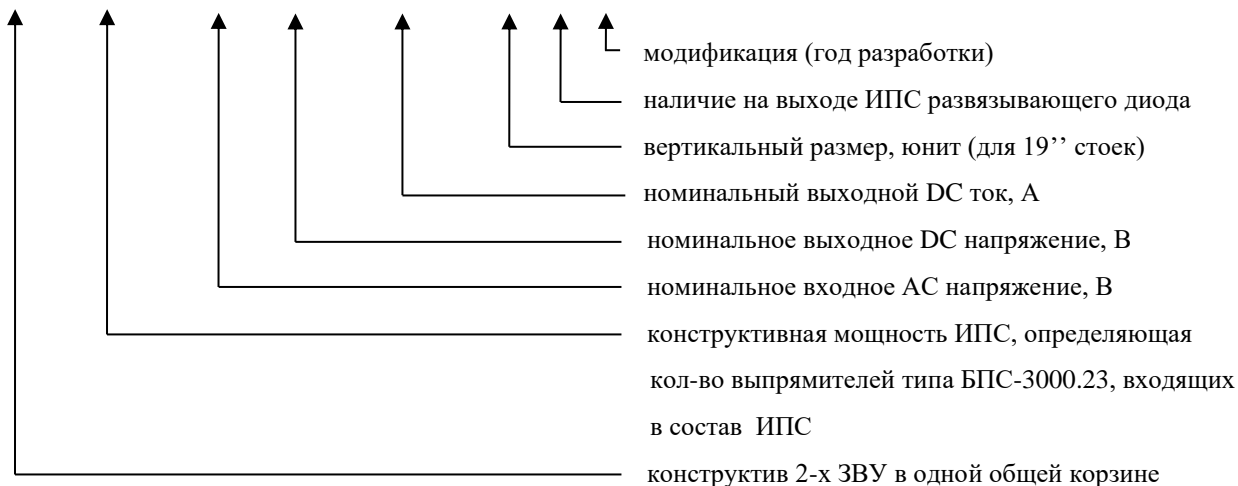 модификация (год разработки)
наличие на выходе ИПС развязывающего диода
вертикальный размер, юнит (для 19’’ стоек)
номинальный выходной DC ток, А
номинальное выходное DC напряжение, В
номинальное входное AC напряжение, В
конструктивная мощность ИПС, определяющая
кол-во выпрямителей типа БПС-3000.23, входящих
в состав ИПС
конструктив 2-х ЗВУ в одной общей корзине